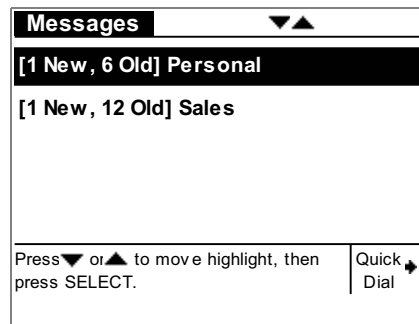 Messages ▼▲
[1 New, 6 Old] Personal
[1 New, 12 Old] Sales
Press▼ or▲ to move highlight, then
press SELECT.
Quick
Dial